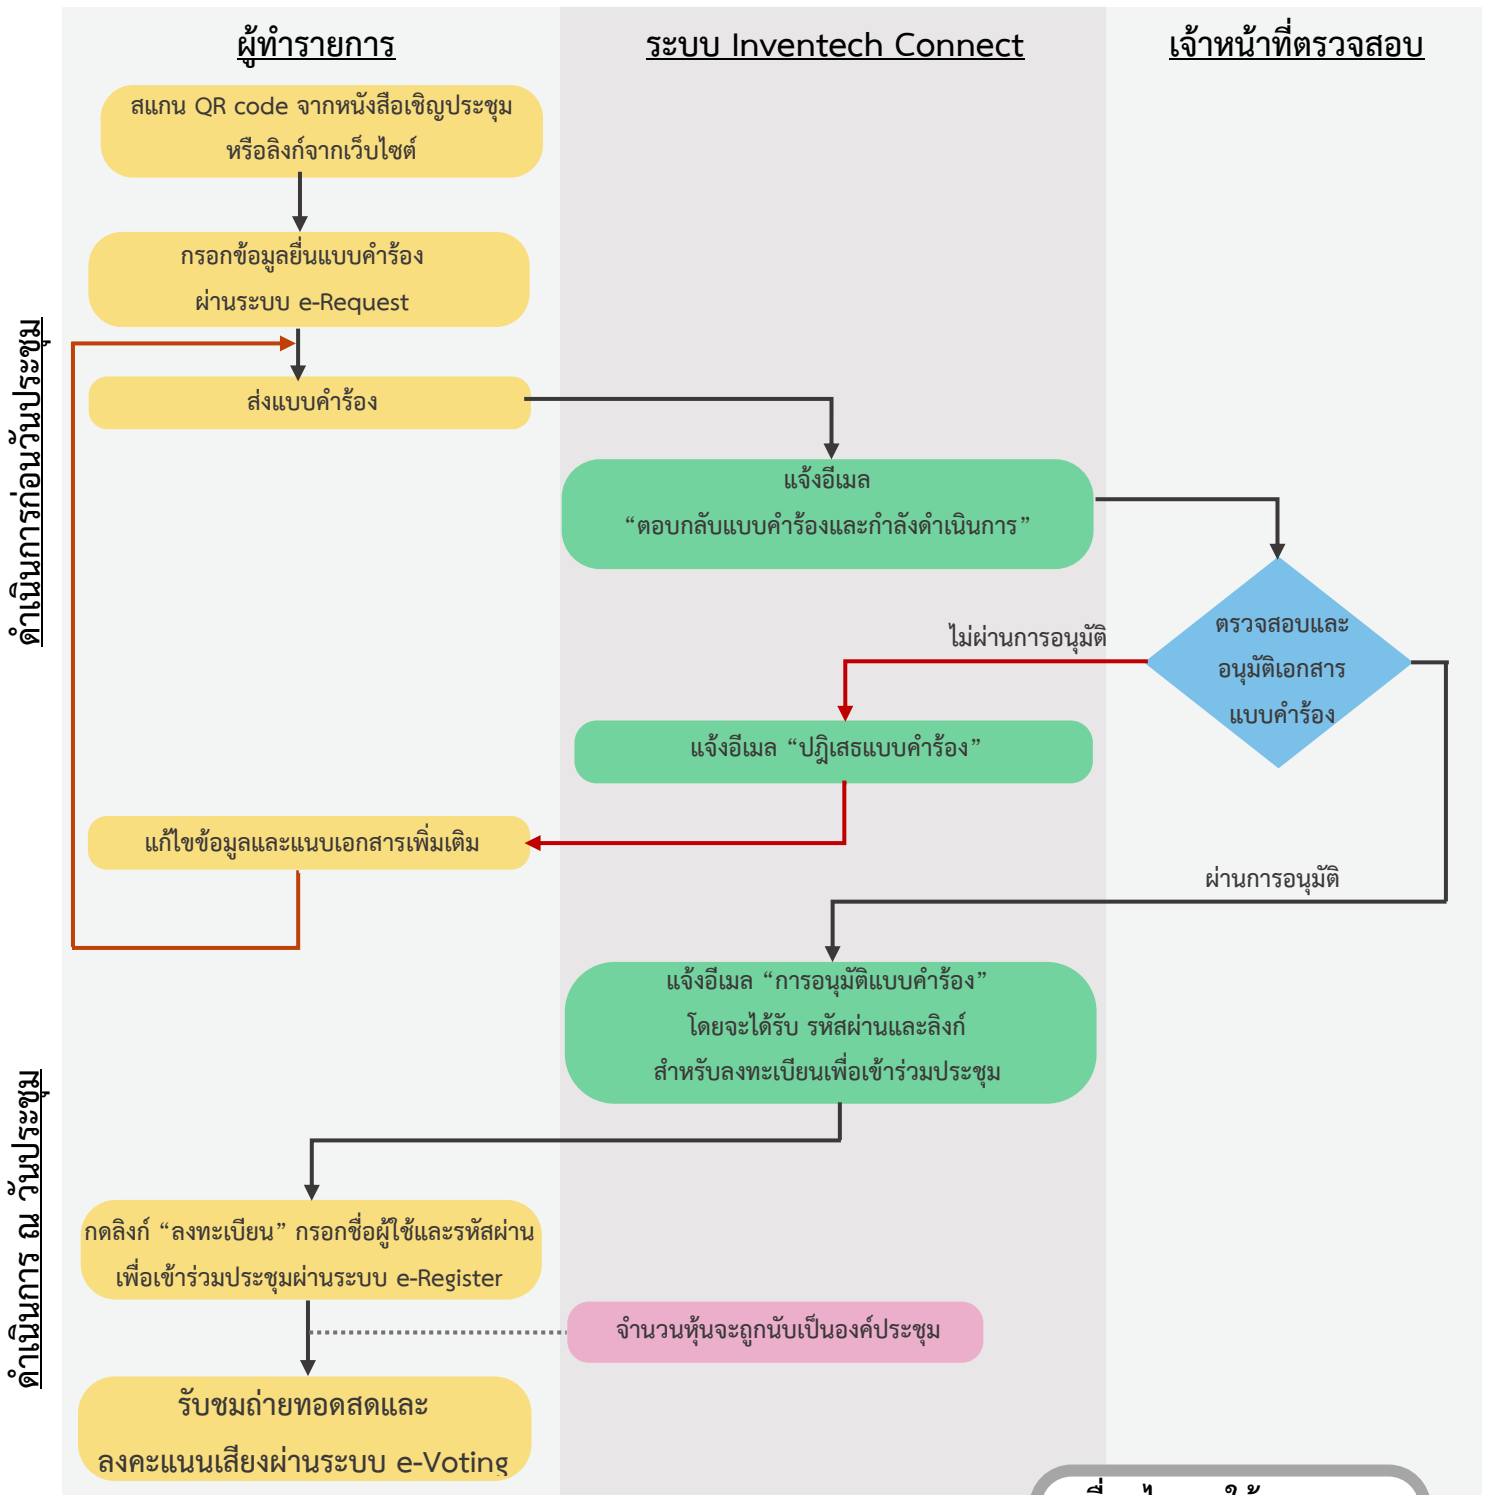 ผู้ทำรายการ
ระบบ Inventech Connect
เจ้าหน้าที่ตรวจสอบ
ดำเนินการก่อนวันประชุม
สแกน QR code จากหนังสือเชิญประชุม
หรือลิงก์จากเว็บไซต์
กรอกข้อมูลยื่นแบบคำร้อง
ผ่านระบบ e-Request
ส่งแบบคำร้อง
แจ้งอีเมล
“ตอบกลับแบบคำร้องและกำลังดำเนินการ”
ตรวจสอบและ
อนุมัติเอกสาร
แบบคำร้อง
ไม่ผ่านการอนุมัติ
แจ้งอีเมล “ปฎิเสธแบบคำร้อง”
แก้ไขข้อมูลและแนบเอกสารเพิ่มเติม
ผ่านการอนุมัติ
แจ้งอีเมล “การอนุมัติแบบคำร้อง”
โดยจะได้รับ รหัสผ่านและลิงก์
สำหรับลงทะเบียนเพื่อเข้าร่วมประชุม
ดำเนินการ ณ วันประชุม
กดลิงก์ “ลงทะเบียน” กรอกชื่อผู้ใช้และรหัสผ่าน
เพื่อเข้าร่วมประชุมผ่านระบบ e-Register
จำนวนหุ้นจะถูกนับเป็นองค์ประชุม
รับชมถ่ายทอดสดและ
ลงคะแนนเสียงผ่านระบบ e-Voting